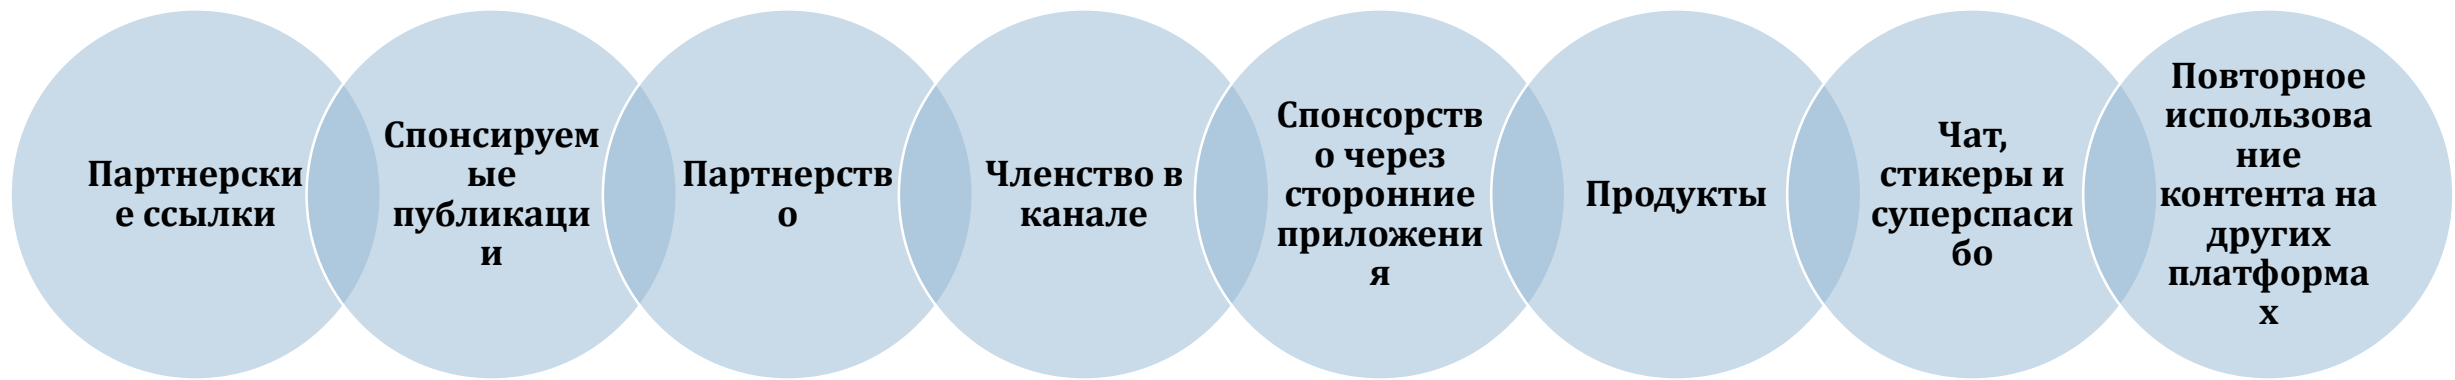 Партнерски
е ссылки
Спонсируем
ые
публикаци
и
Партнерств
о
Членство в
канале
Спонсорств
о через
сторонние
приложени
я
Продукты
Чат,
стикеры и
суперспаси
бо
Повторное
использова
ние
контента на
других
платформа
х